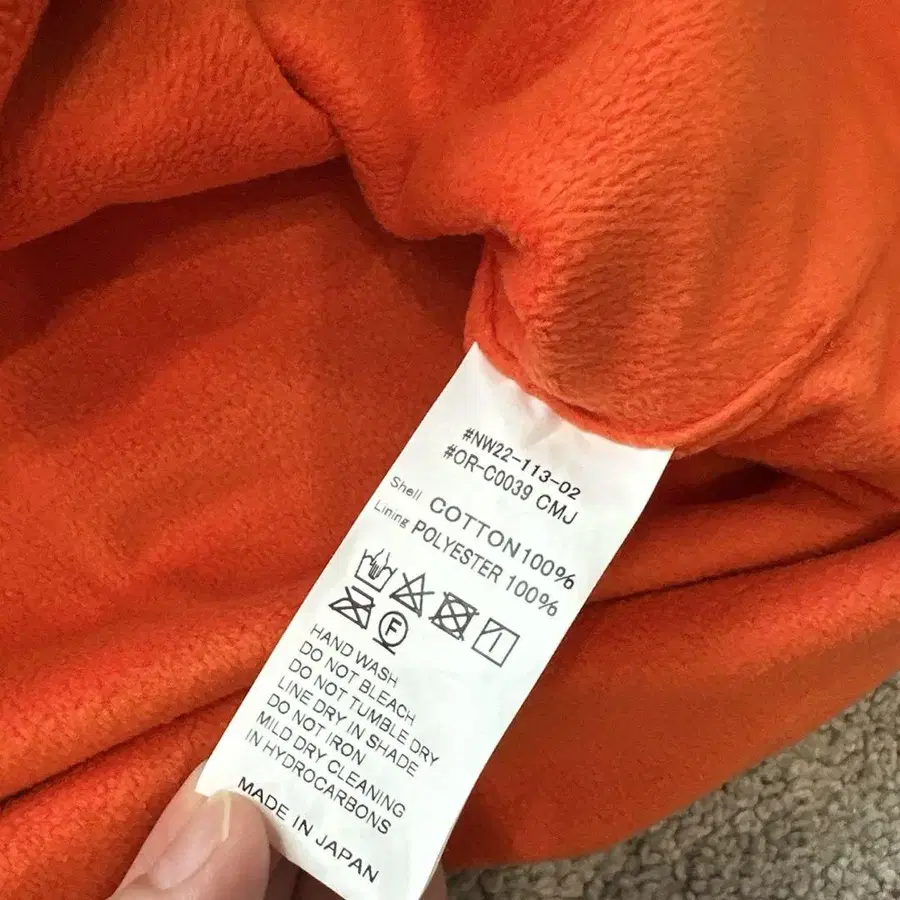 #NW22-113-02
#OR-C0039 CMJ
Shell COTTON100%
Lining POLYESTER 100%
F
HAND WASH
DO NOT BLEACH
DO NOT TUMBLE DRY
LINE DRY IN SHADE
DO NOT IRON
MILD DRY CLEANING
IN HYDROCARBONS
MADE IN JAPAN